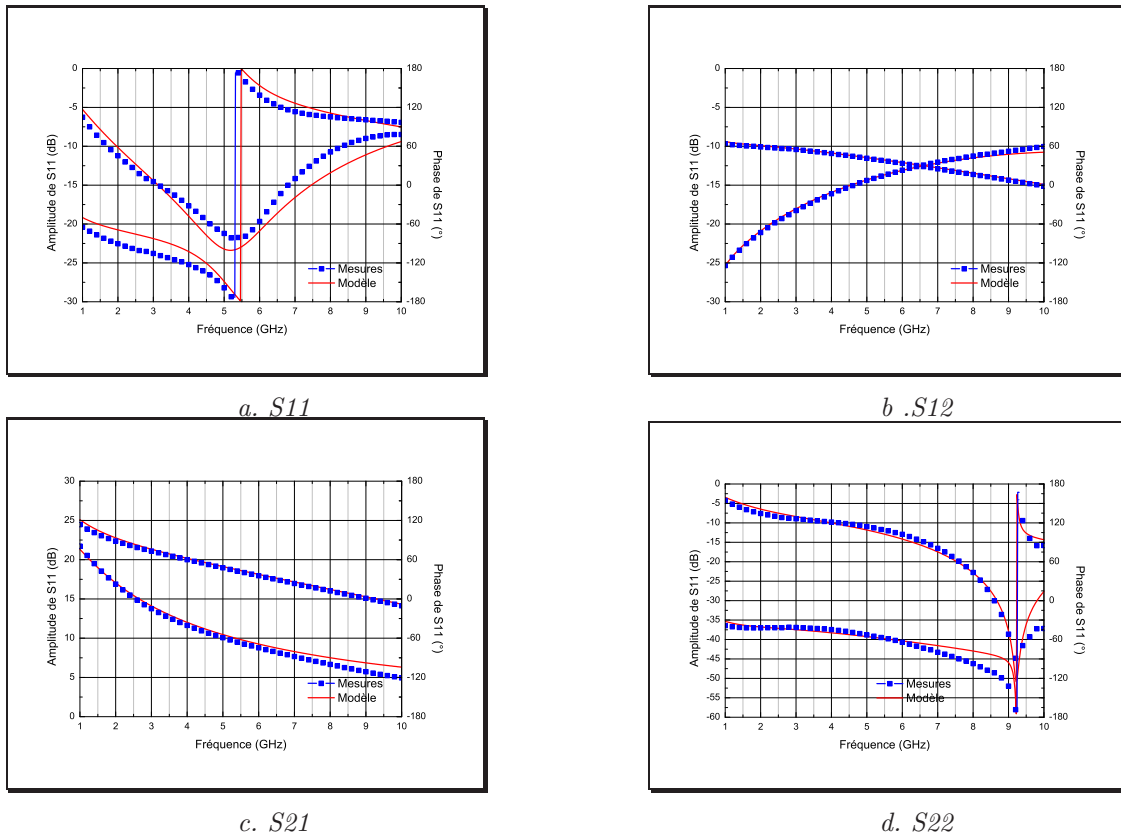 0 -5 -10 -15 -20 -25 -30
Amplitude de S11 (dB)
180 120 60 0 -60 -120 -180
Phase de S11 (°)
Mesures
Modèle
1 2 3 4 5 6 7 8 9 10
Fréquence (GHz)
a. S11
0 -5 -10 -15 -20 -25 -30
Amplitude de S11 (dB)
180 120 60 0 -60 -120 -180
Phase de S11 (°)
Mesures
Modèle
1 2 3 4 5 6 7 8 9 10
Fréquence (GHz)
b .S12
30 25 20 15 10 5 0
Amplitude de S11 (dB)
180 120 60 0 -60 -120 -180
Phase de S11 (°)
Mesures
Modèle
1 2 3 4 5 6 7 8 9 10
Fréquence (GHz)
c. S21
0 -5 -10 -15 -20 -25 -30 -35 -40 -45 -50 -55 -60
Amplitude de S11 (dB)
180 120 60 0 -60 -120 -180
Phase de S11 (°)
Mesures
Modèle
1 2 3 4 5 6 7 8 9 10
Fréquence (GHz)
d. S22